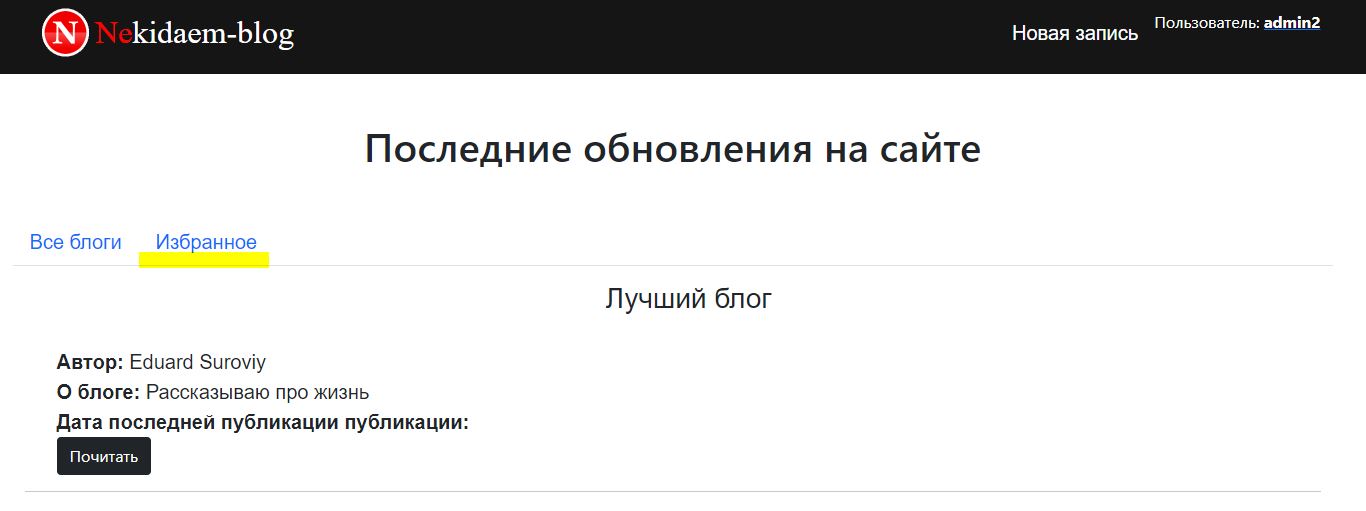 N Nekidaem-blog
Новая запись Пользователь: admin2
Последние обновления на сайте
Все блоги Избранное
Лучший блог
Автор: Eduard Suroviy
О блоге: Рассказываю про жизнь
Дата последней публикации публикации:
Почитать